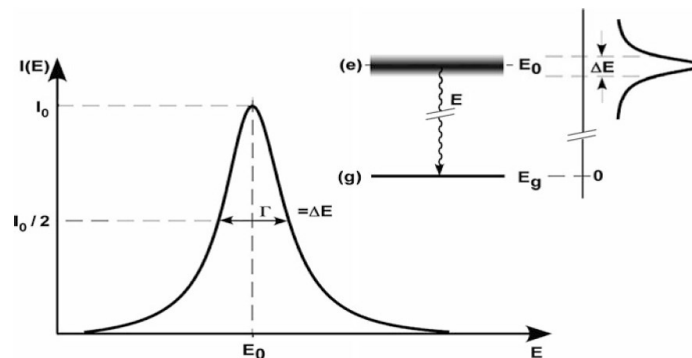 I(E)
I₀
I₀ / 2
Γ
=ΔE
E₀
E
(e)
E₀
ΔE
E
(g)
E_g
0